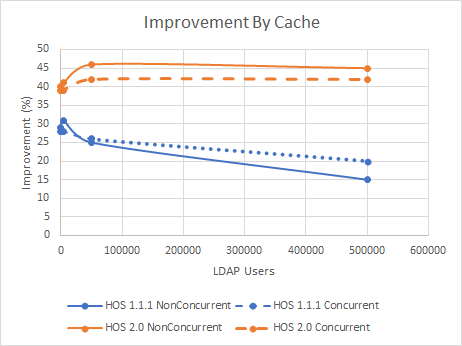 Improvement By Cache
50
45
40
35
30
25
20
15
10
5
0
Improvement (%)
0 100000 200000 300000 400000 500000 600000
LDAP Users
HOS 1.1.1 NonConcurrent HOS 1.1.1 Concurrent
HOS 2.0 NonConcurrent HOS 2.0 Concurrent